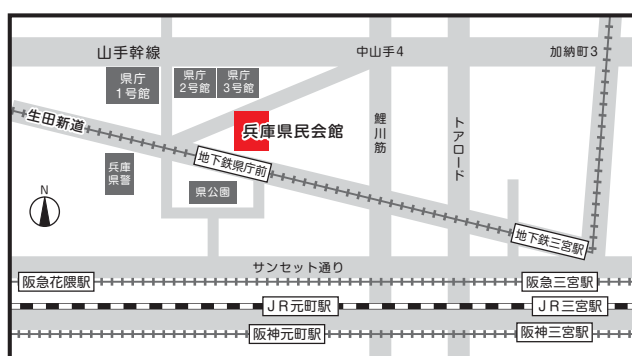 山手幹線
中山手4
加納町3
県庁
1号館
県庁
2号館
県庁
3号館
生田新道
兵庫県民会館
鯉川筋
トアロード
地下鉄県庁前
兵庫
県警
県公園
N
地下鉄三宮駅
サンセット通り
阪急花隈駅
阪急三宮駅
JR元町駅
JR三宮駅
阪神元町駅
阪神三宮駅